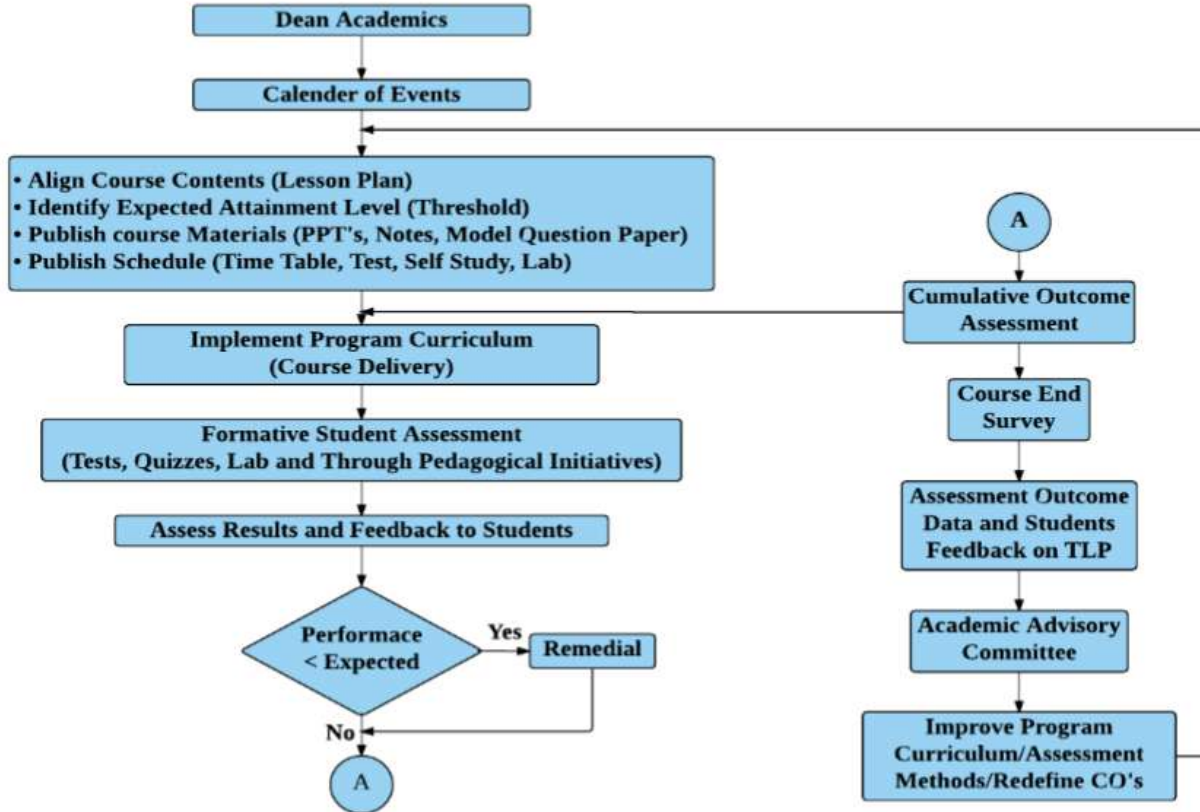 Dean Academics
Calender of Events
• Align Course Contents (Lesson Plan)
• Identify Expected Attainment Level (Threshold)
• Publish course Materials (PPT's, Notes, Model Question Paper)
• Publish Schedule (Time Table, Test, Self Study, Lab)
Implement Program Curriculum
(Course Delivery)
Formative Student Assessment
(Tests, Quizzes, Lab and Through Pedagogical Initiatives)
Assess Results and Feedback to Students
Performace
< Expected
Yes
Remedial
No
A
A
Cumulative Outcome
Assessment
Course End
Survey
Assessment Outcome
Data and Students
Feedback on TLP
Academic Advisory
Committee
Improve Program
Curriculum/Assessment
Methods/Redefine CO's